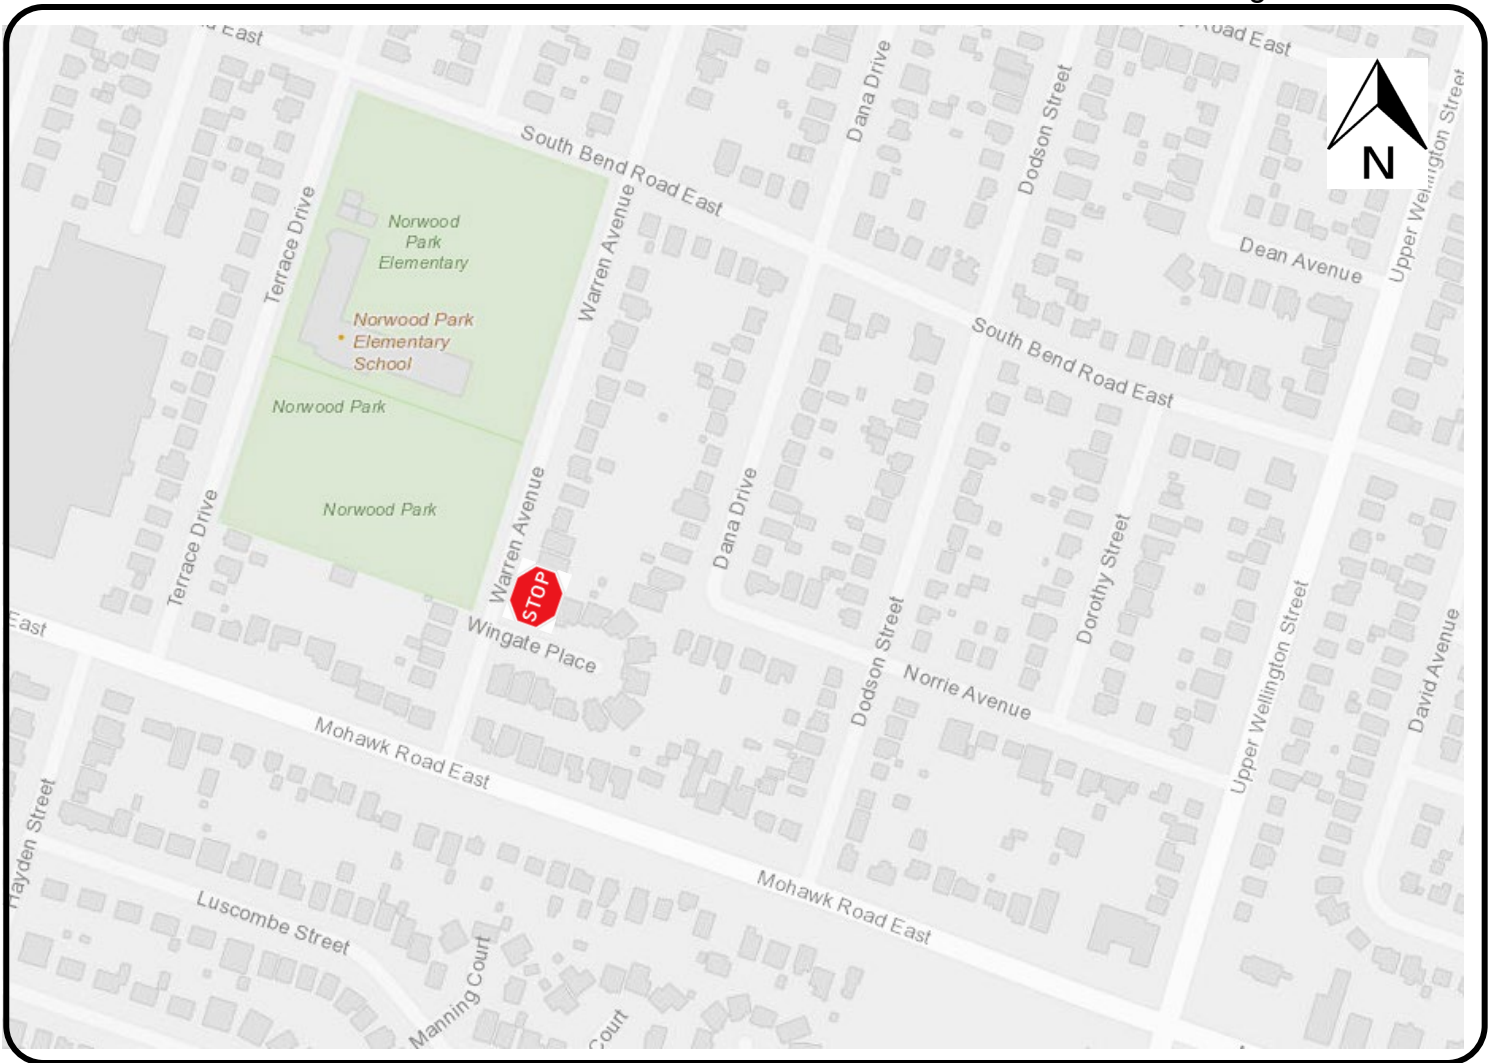 East
Road East
Dana Drive
Dodson Street
Upper Wellington Street
N
South Bend Road East
Terrace Drive
Norwood
Park
Elementary
Warren Avenue
Dean Avenue
Norwood Park
Elementary
School
South Bend Road East
Norwood Park
Norwood Park
Warren Avenue
Terrace Drive
Dana Drive
Dorothy Street
STOP
Wingate Place
East
Dodson Street
Norrie Avenue
Upper Wellington Street
David Avenue
Mohawk Road East
Hayden Street
Mohawk Road East
Luscombe Street
Manning Court
Court